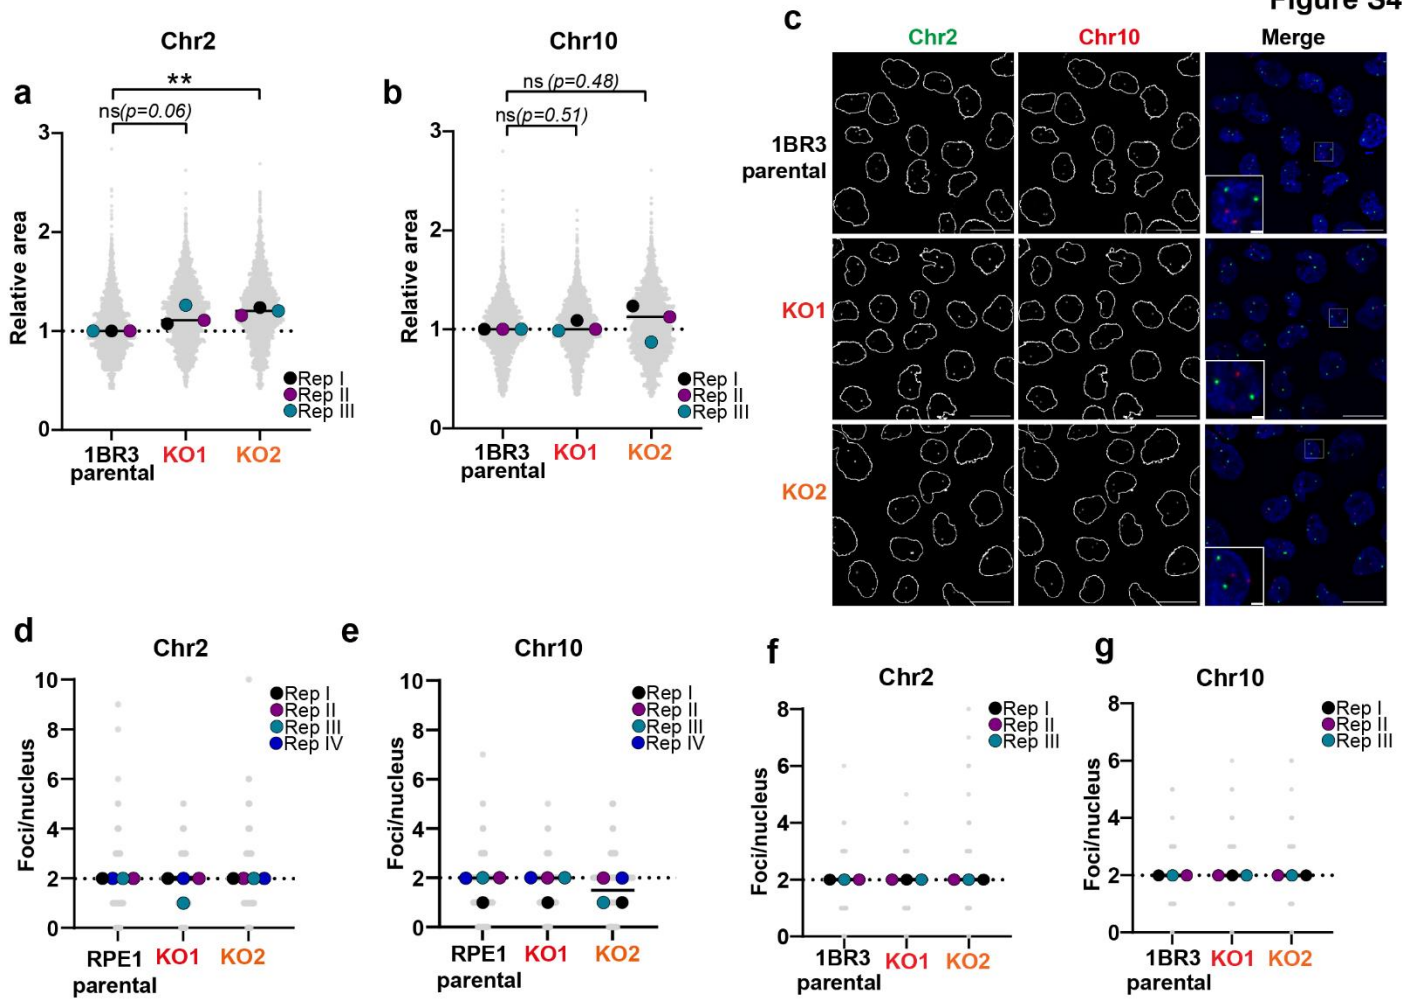 Figure S4
Chr2
a
**
ns(p=0.06)
Relative area
3
2
1
0
Rep I
Rep II
Rep III
1BR3
parental
KO1
KO2
Chr10
b
ns (p=0.48)
ns(p=0.51)
Relative area
3
2
1
0
Rep I
Rep II
Rep III
1BR3
parental
KO1
KO2
c
Chr2
Chr10
Merge
1BR3
parental
KO1
KO2
d
Chr2
Foci/nucleus
10
8
6
4
2
0
Rep I
Rep II
Rep III
Rep IV
RPE1
parental
KO1
KO2
e
Chr10
Foci/nucleus
10
8
6
4
2
0
Rep I
Rep II
Rep III
Rep IV
RPE1
parental
KO1
KO2
f
Chr2
Foci/nucleus
8
6
4
2
0
Rep I
Rep II
Rep III
1BR3
parental
KO1
KO2
g
Chr10
Foci/nucleus
8
6
4
2
0
Rep I
Rep II
Rep III
1BR3
parental
KO1
KO2